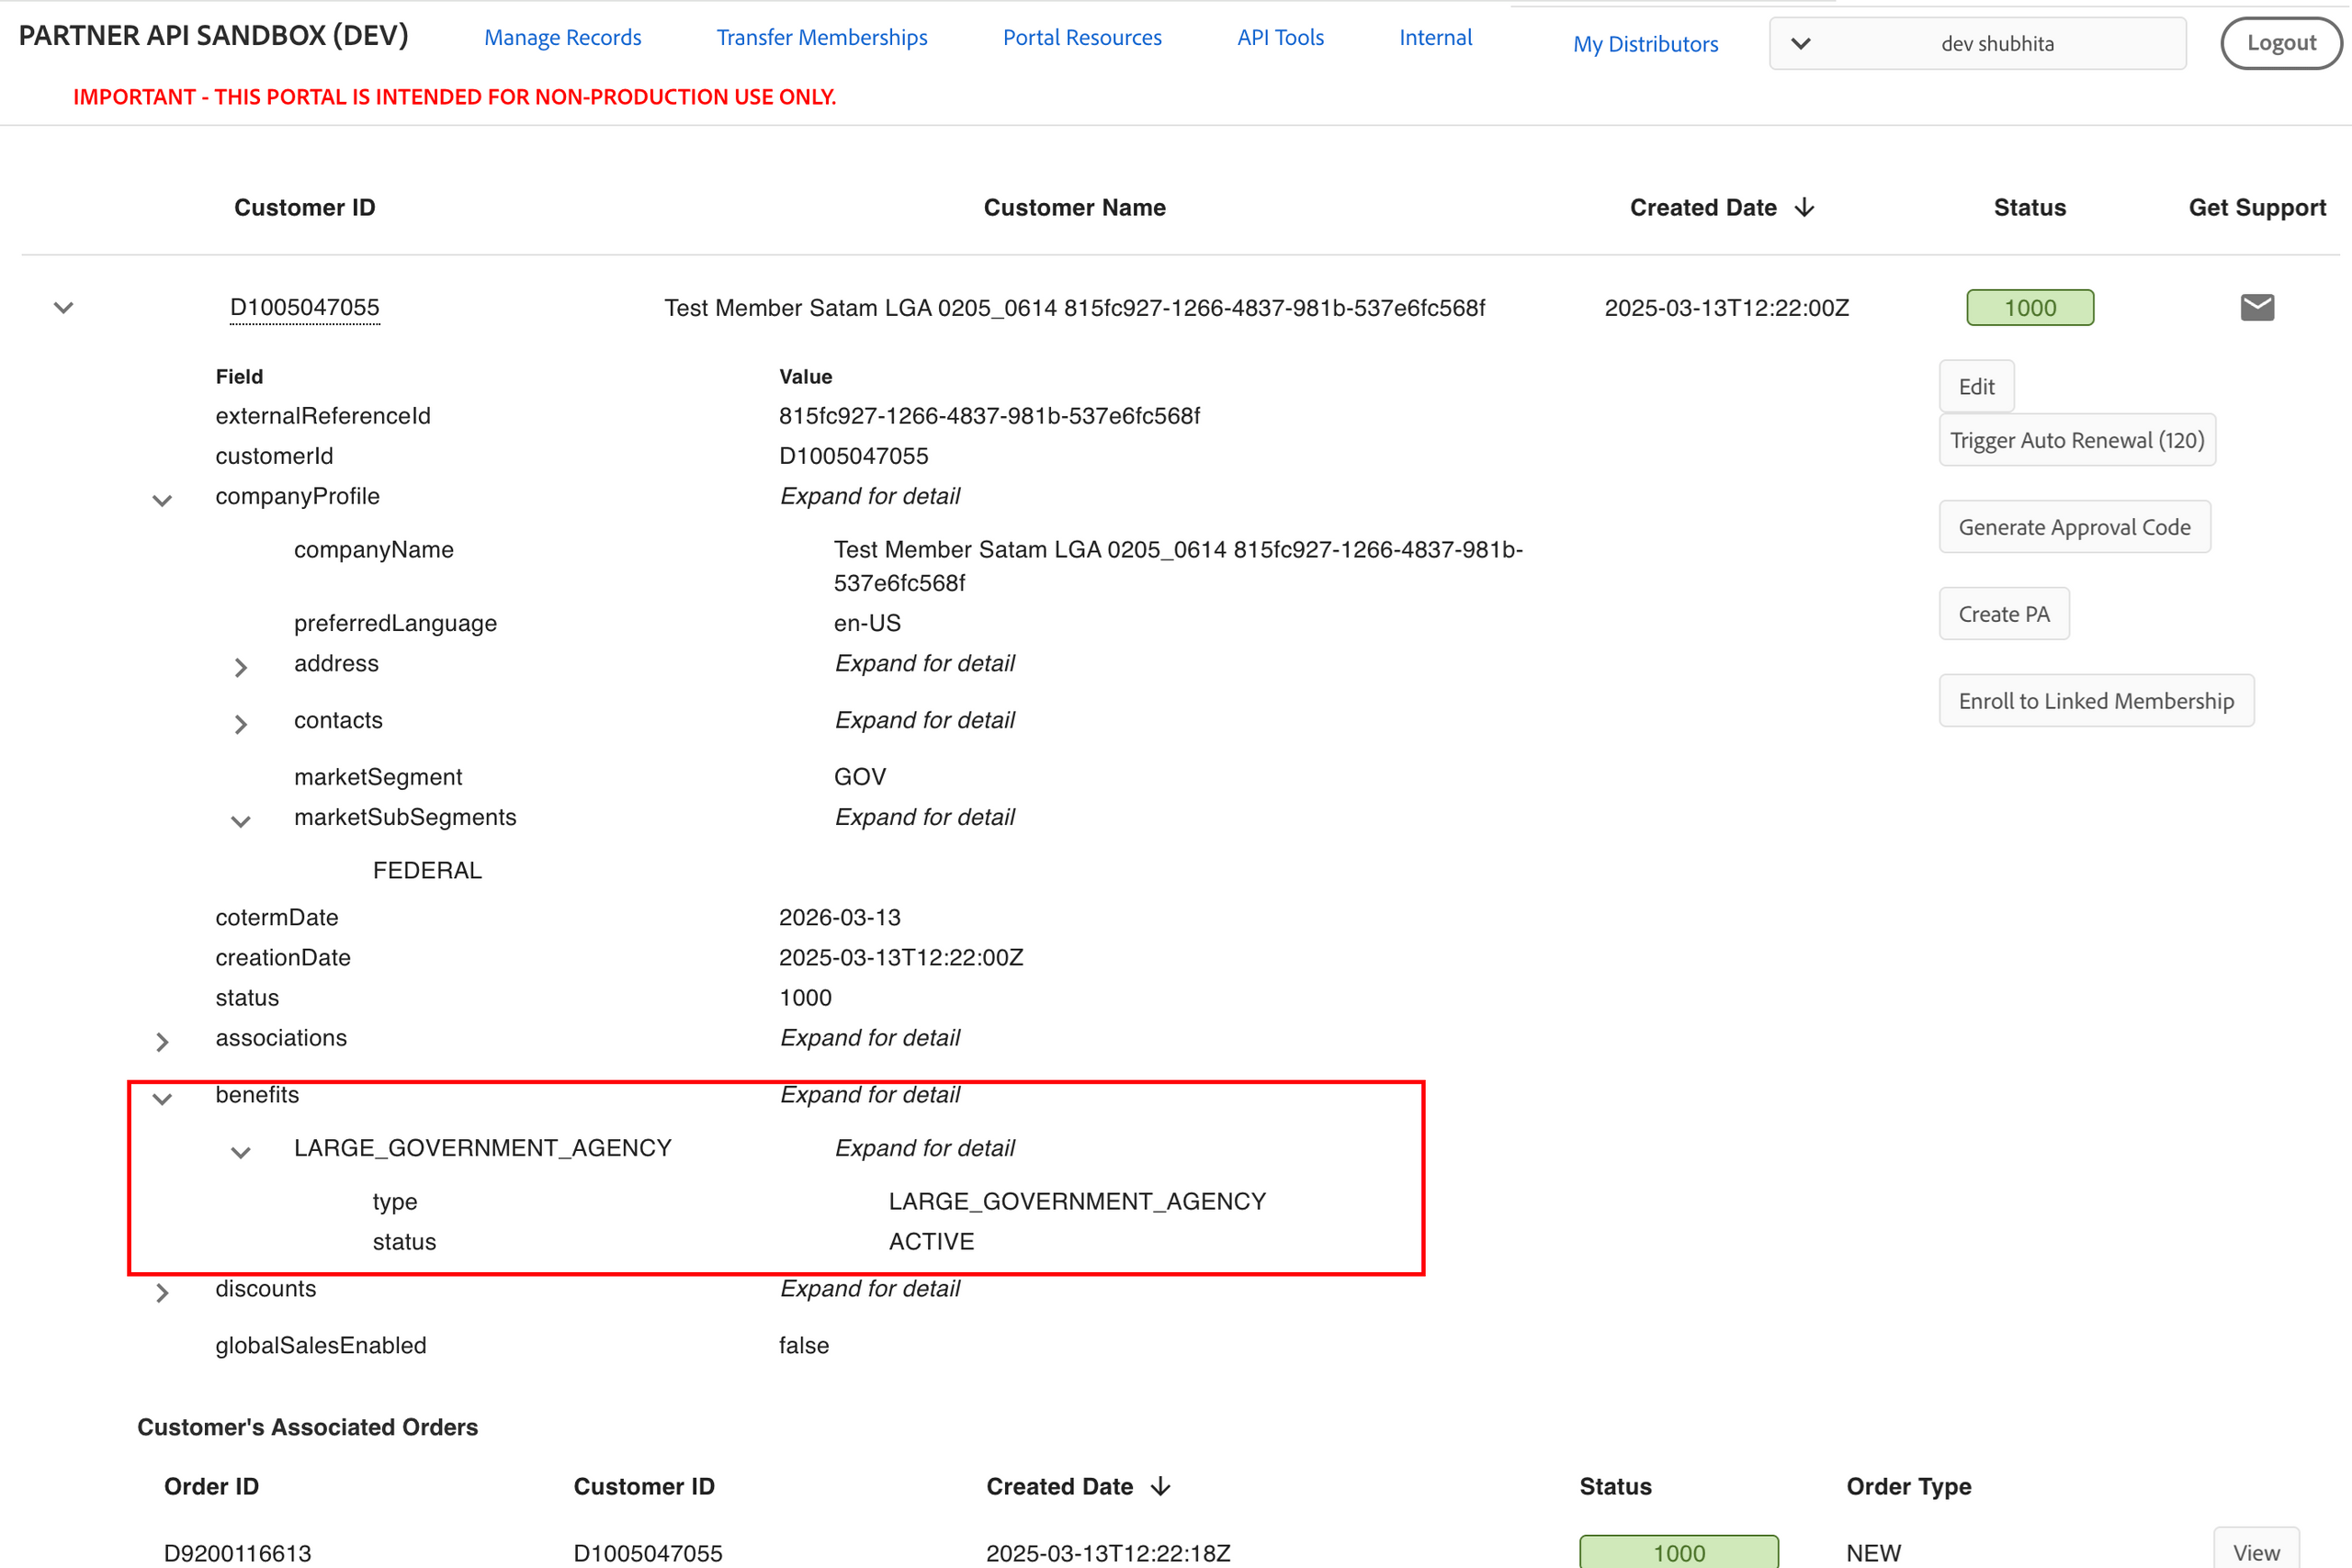 PARTNER API SANDBOX (DEV) Manage Records Transfer Memberships Portal Resources API Tools Internal My Distributors dev shubhita Logout
IMPORTANT - THIS PORTAL IS INTENDED FOR NON-PRODUCTION USE ONLY.
Customer ID Customer Name Created Date Status Get Support
D1005047055 Test Member Satam LGA 0205_0614 815fc927-1266-4837-981b-537e6fc568f 2025-03-13T12:22:00Z 1000
Field Value Edit
externalReferenceId 815fc927-1266-4837-981b-537e6fc568f
Trigger Auto Renewal (120)
customerId D1005047055
companyProfile Expand for detail
Generate Approval Code
companyName Test Member Satam LGA 0205_0614 815fc927-1266-4837-981b-
537e6fc568f
preferredLanguage en-US
Create PA
address Expand for detail
Enroll to Linked Membership
contacts Expand for detail
marketSegment GOV
marketSubSegments Expand for detail
FEDERAL
cotermDate 2026-03-13
creationDate 2025-03-13T12:22:00Z
status 1000
associations Expand for detail
benefits Expand for detail
LARGE_GOVERNMENT_AGENCY Expand for detail
type LARGE_GOVERNMENT_AGENCY
status ACTIVE
discounts Expand for detail
globalSalesEnabled false
Customer's Associated Orders
Order ID Customer ID Created Date Status Order Type
D9200116613 D1005047055 2025-03-13T12:22:18Z 1000 NEW View